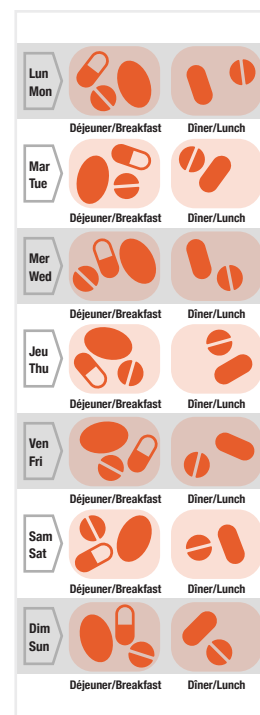 Lun
Mon
Déjeuner/Breakfast Dîner/Lunch
Mar
Tue
Déjeuner/Breakfast Dîner/Lunch
Mer
Wed
Déjeuner/Breakfast Dîner/Lunch
Jeu
Thu
Déjeuner/Breakfast Dîner/Lunch
Ven
Fri
Déjeuner/Breakfast Dîner/Lunch
Sam
Sat
Déjeuner/Breakfast Dîner/Lunch
Dim
Sun
Déjeuner/Breakfast Dîner/Lunch